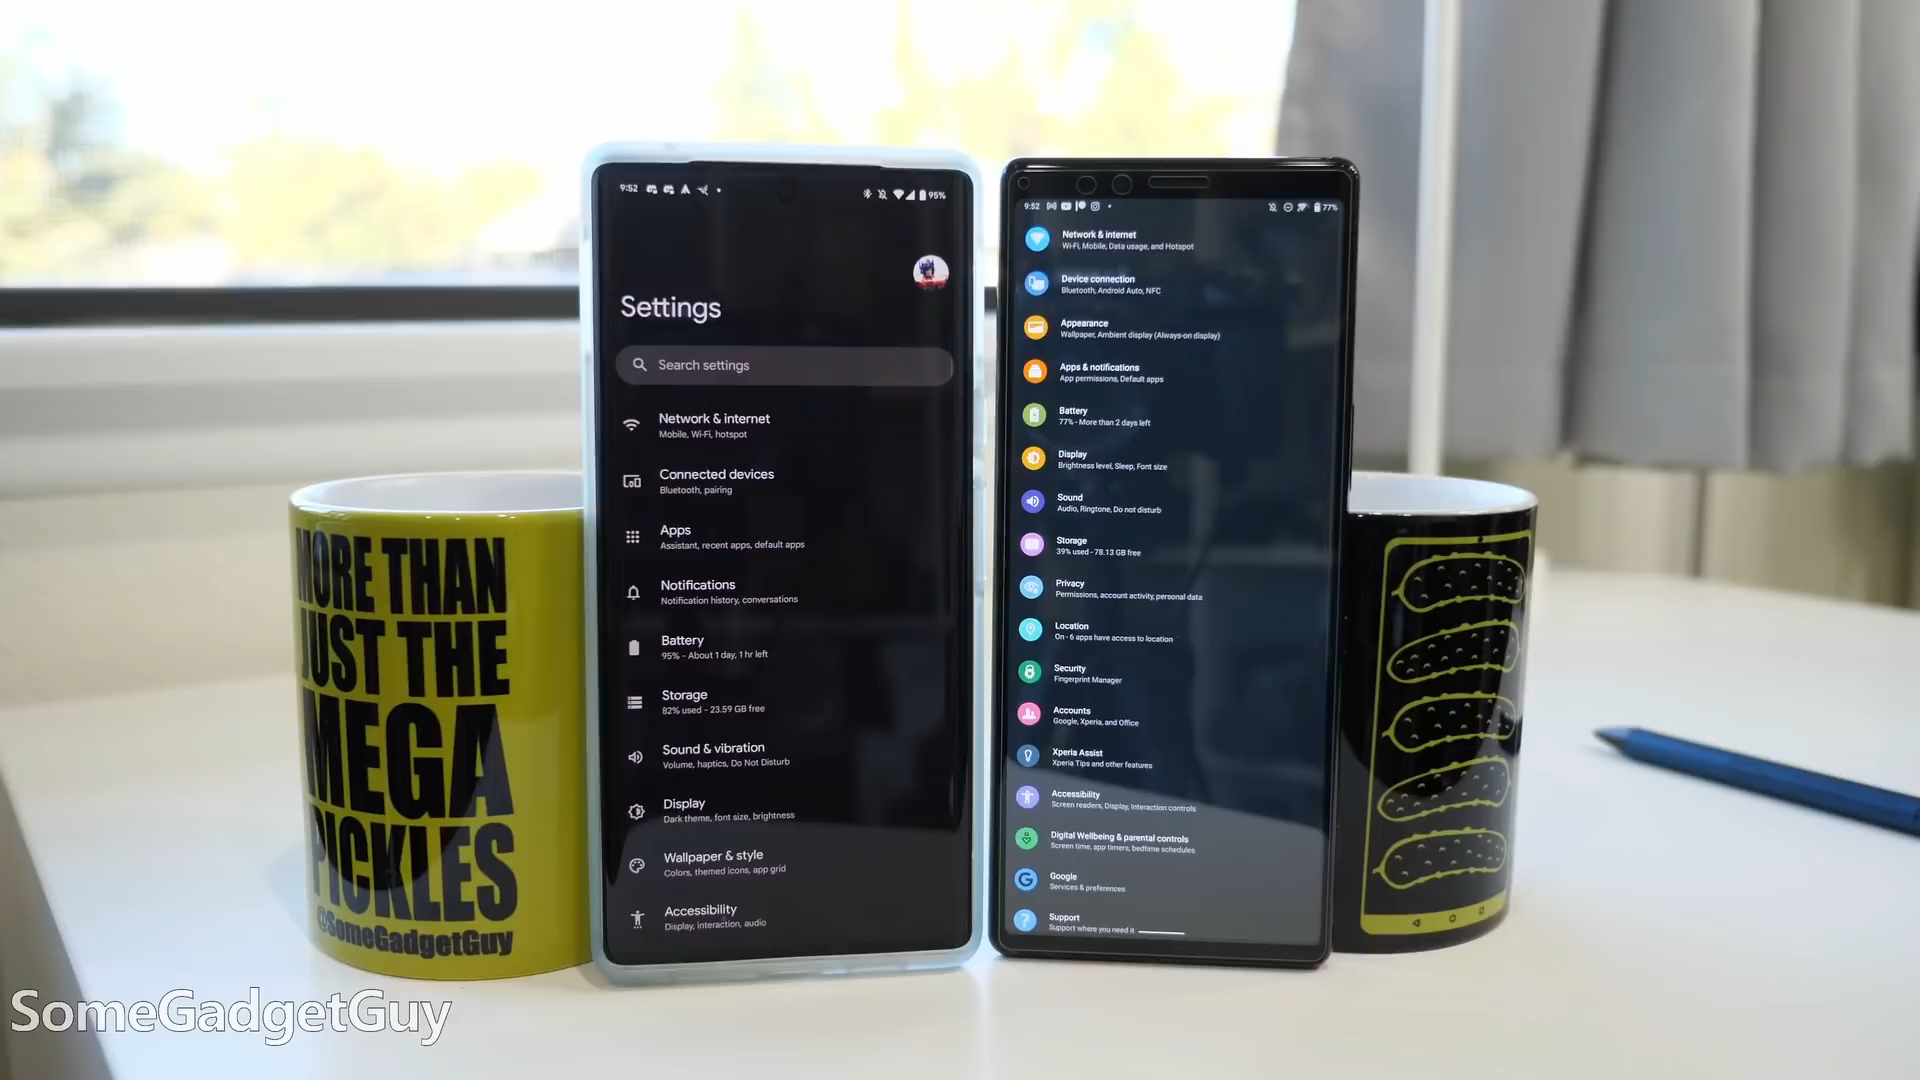 9:52
95%
Settings
Search settings
Network & internet
Mobile, Wi-Fi, hotspot
Connected devices
Bluetooth, pairing
Apps
Assistant, recent apps, default apps
Notifications
Notification history, conversations
Battery
95% - About 1 day, 1 hr left
Storage
82% used - 23.59 GB free
Sound & vibration
Volume, haptics, Do Not Disturb
Display
Dark theme, font size, brightness
Wallpaper & style
Colors, themed icons, app grid
Accessibility
Display, interaction, audio
9:52
77%
Network & internet
Wi-Fi, Mobile, Data usage, and Hotspot
Device connection
Bluetooth, Android Auto, NFC
Appearance
Wallpaper, Ambient display (Always-on display)
Apps & notifications
App permissions, Default apps
Battery
77% - More than 2 days left
Display
Brightness level, Sleep, Font size
Sound
Audio, Ringtone, Do not disturb
Storage
39% used - 78.13 GB free
Privacy
Permissions, account activity, personal data
Location
On - 6 apps have access to location
Security
Fingerprint Manager
Accounts
Google, Xperia, and Office
Xperia Assist
Xperia Tips and other features
Accessibility
Screen readers, Display, Interaction controls
Digital Wellbeing & parental controls
Screen time, app timers, bedtime schedules
Google
Services & preferences
Support
Support where you need it
MORE THAN
JUST THE
MEGA
PICKLES
@SomeGadgetGuy
SomeGadgetGuy